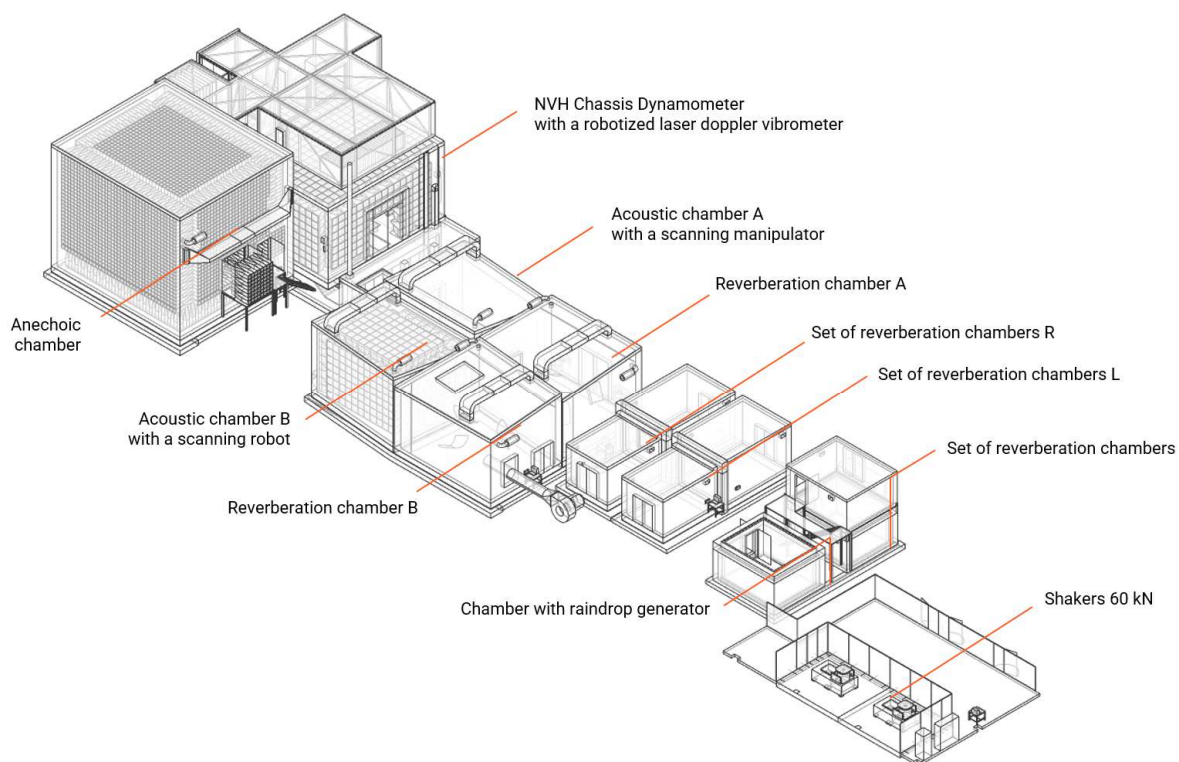 NVH Chassis Dynamometer
with a robotized laser doppler vibrometer
Acoustic chamber A
with a scanning manipulator
Reverberation chamber A
Anechoic
chamber
Set of reverberation chambers R
Set of reverberation chambers L
Acoustic chamber B
with a scanning robot
Set of reverberation chambers
Reverberation chamber B
Chamber with raindrop generator
Shakers 60 kN